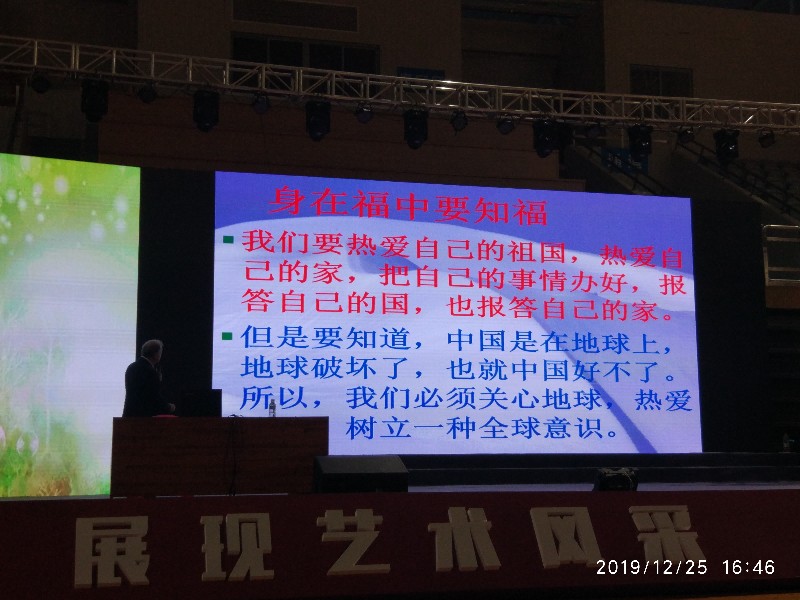 身在福中要知福
我们要热爱自己的祖国，热爱自
己的家，把自己的事情办好，报
答自己的国，也报答自己的家。
但是要知道，中国是在地球上，
地球破坏了，也就中国好不了。
所以，我们必须关心地球，热爱
树立一种全球意识。
展现艺术风采
2019/12/25 16:46